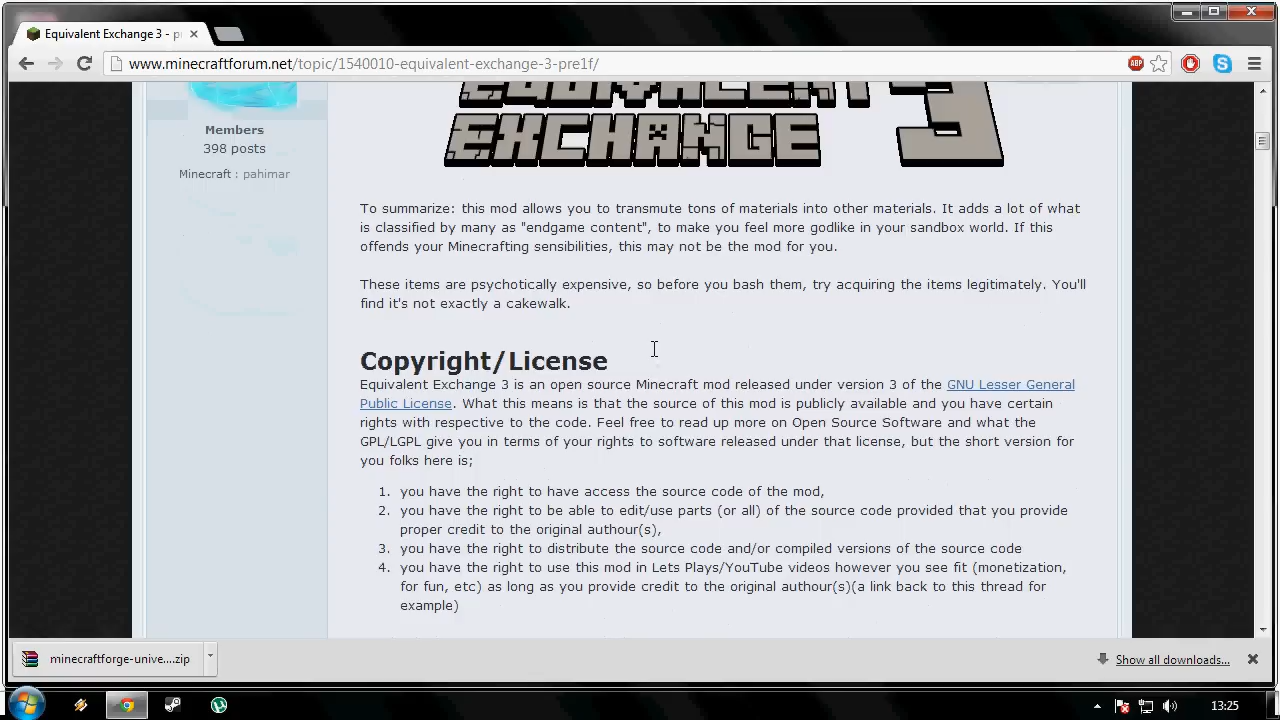 Equivalent Exchange 3 - p
www.minecraftforum.net/topic/1540010-equivalent-exchange-3-pre1f/
ABP
EQUIVALENT
EXCHANGE 3
Members
398 posts
Minecraft : pahimar
To summarize: this mod allows you to transmute tons of materials into other materials. It adds a lot of what
is classified by many as "endgame content", to make you feel more godlike in your sandbox world. If this
offends your Minecrafting sensibilities, this may not be the mod for you.
These items are psychotically expensive, so before you bash them, try acquiring the items legitimately. You'll
find it's not exactly a cakewalk.
Copyright/License
Equivalent Exchange 3 is an open source Minecraft mod released under version 3 of the GNU Lesser General
Public License. What this means is that the source of this mod is publicly available and you have certain
rights with respective to the code. Feel free to read up more on Open Source Software and what the
GPL/LGPL give you in terms of your rights to software released under that license, but the short version for
you folks here is;
1. you have the right to have access the source code of the mod,
2. you have the right to be able to edit/use parts (or all) of the source code provided that you provide
proper credit to the original authour(s),
3. you have the right to distribute the source code and/or compiled versions of the source code
4. you have the right to use this mod in Lets Plays/YouTube videos however you see fit (monetization,
for fun, etc) as long as you provide credit to the original authour(s)(a link back to this thread for
example)
minecraftforge-unive....zip
Show all downloads...
13:25